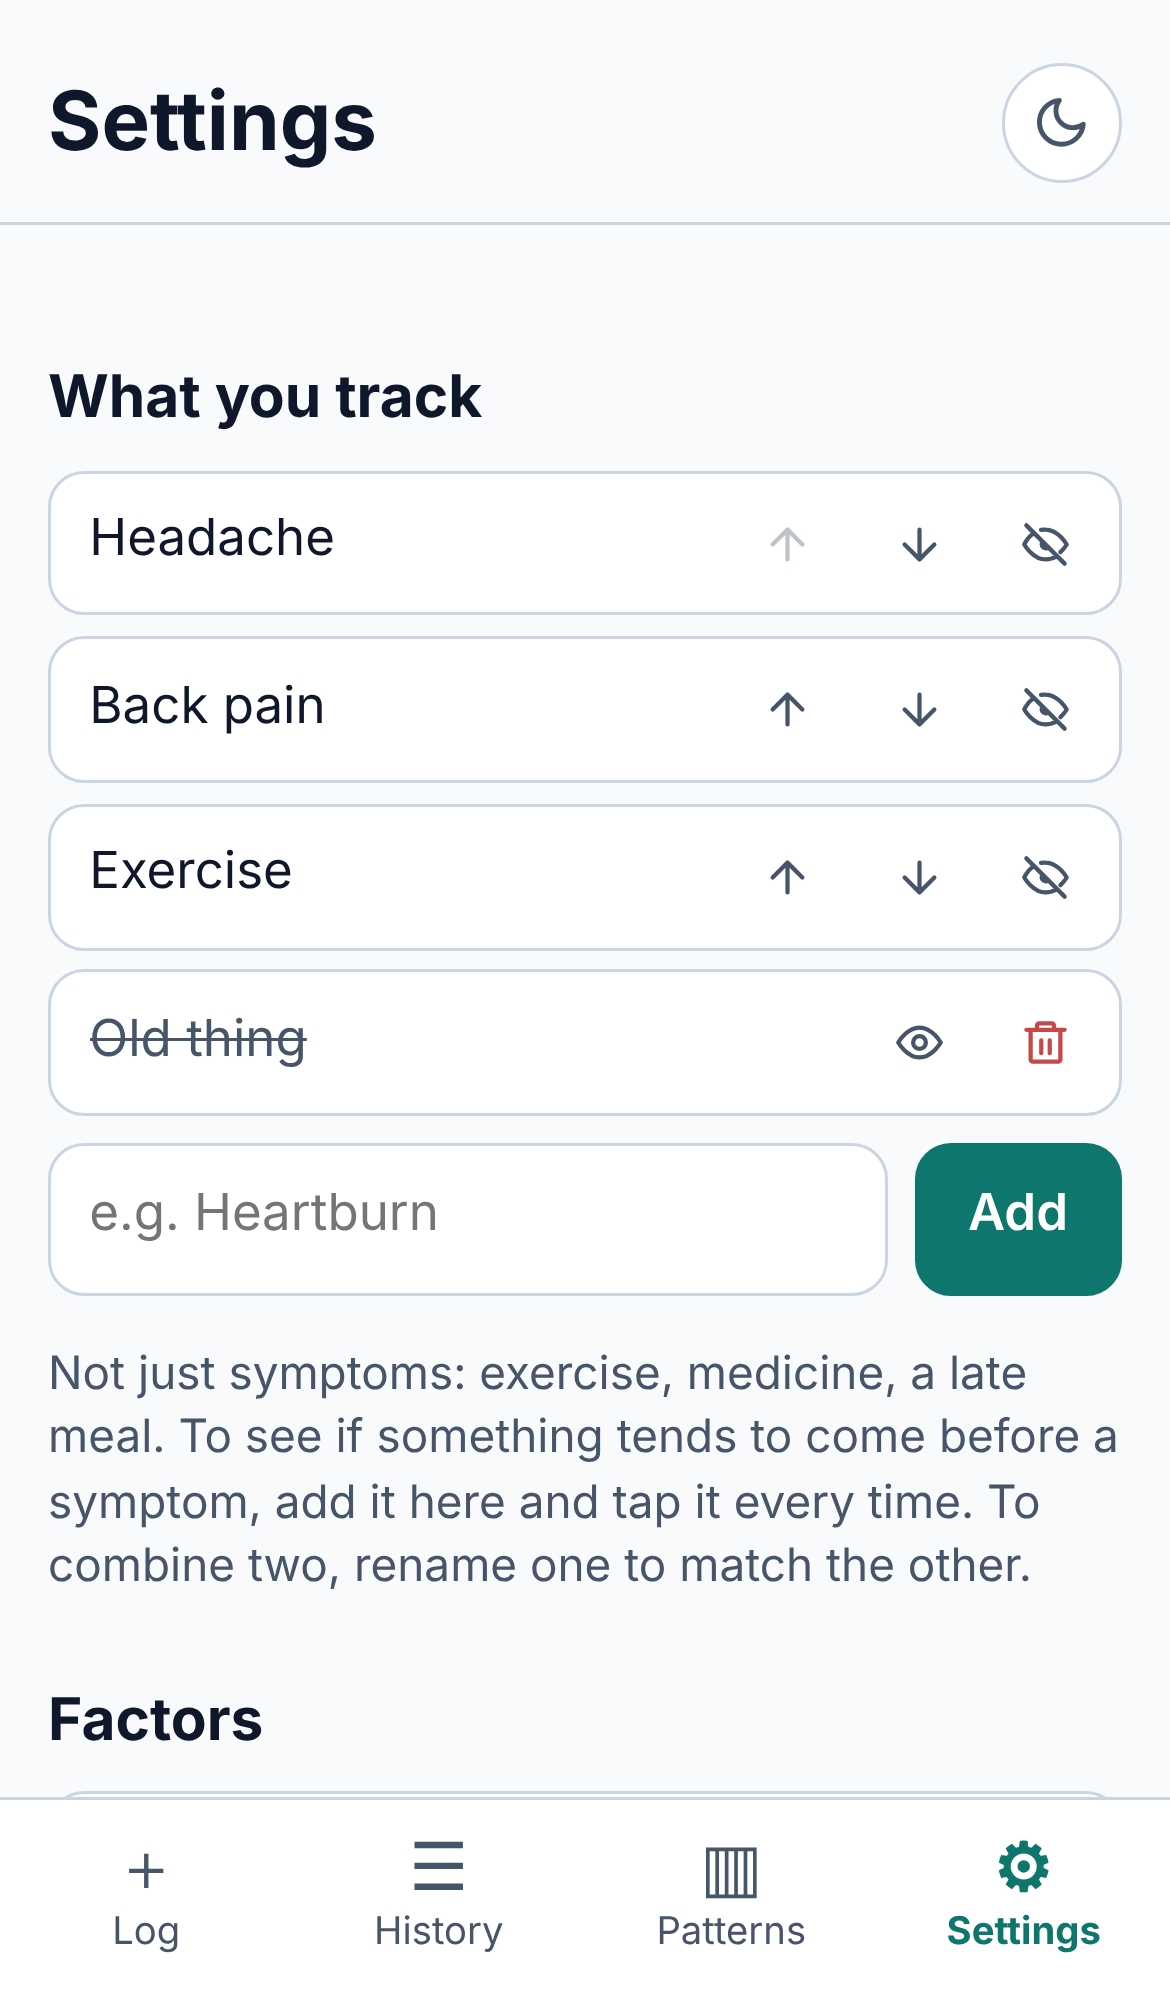 Settings
What you track
Headache
Back pain
Exercise
Old thing
e.g. Heartburn
Add
Not just symptoms: exercise, medicine, a late
meal. To see if something tends to come before a
symptom, add it here and tap it every time. To
combine two, rename one to match the other.
Factors
Log
History
Patterns
Settings